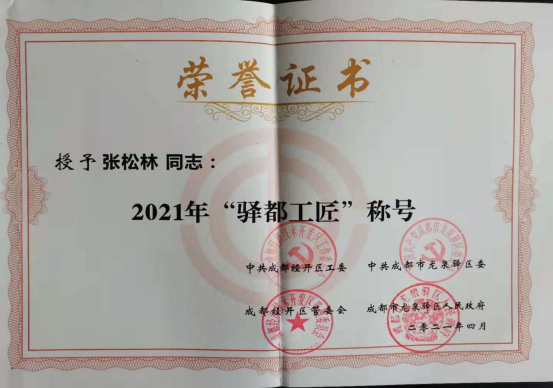 荣誉证书
授予 张松林 同志：
2021年“驿都工匠”称号
中共成都经开区工委 中共成都市龙泉驿区委
成都经开区管委会 成都市龙泉驿区人民政府
二〇二一年四月